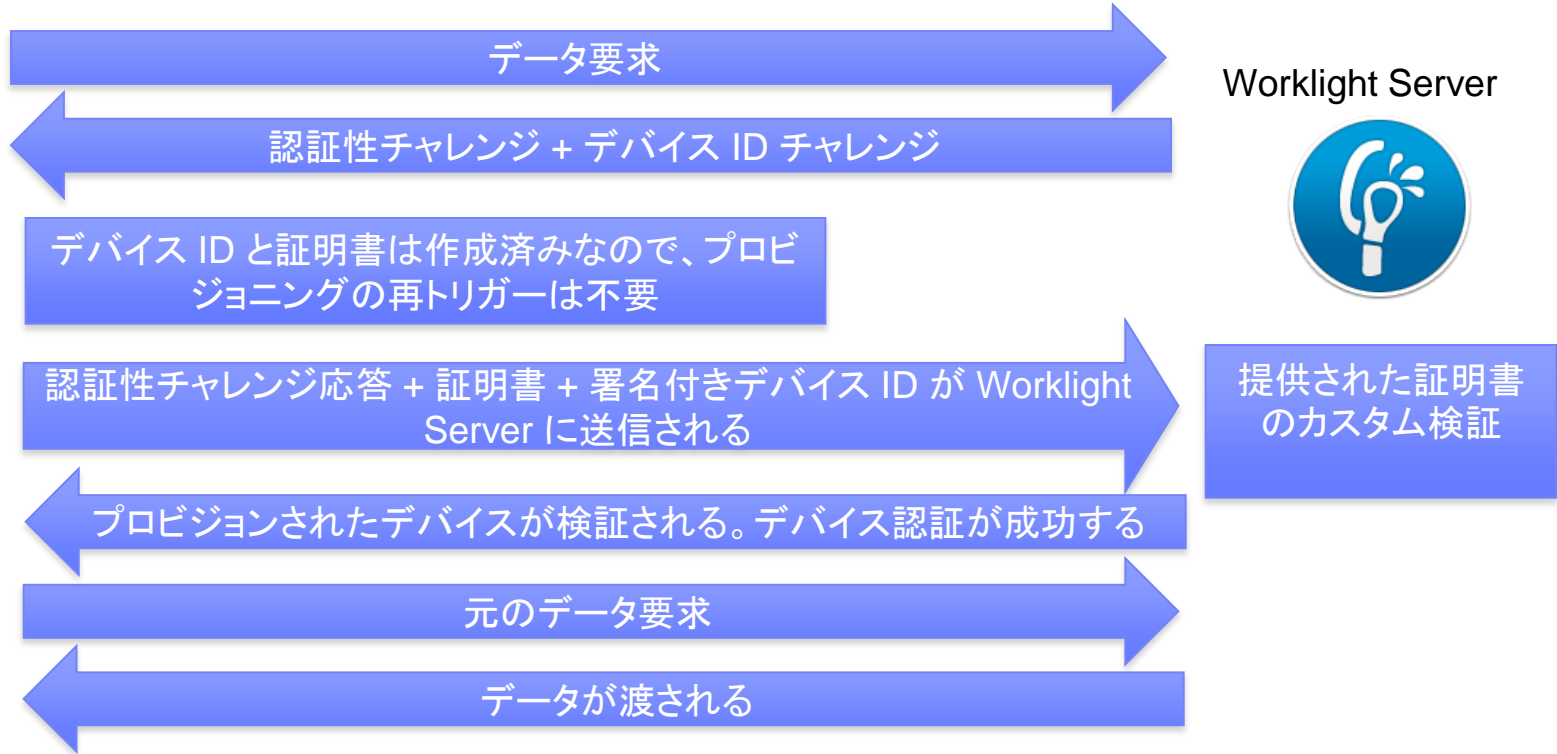 データ要求
Worklight Server
認証性チャレンジ + デバイス ID チャレンジ
デバイス ID と証明書は作成済みなので、プロビ
ジョニングの再トリガーは不要
認証性チャレンジ応答 + 証明書 + 署名付きデバイス ID が Worklight
Server に送信される
提供された証明書
のカスタム検証
プロビジョンされたデバイスが検証される。デバイス認証が成功する
元のデータ要求
データが渡される